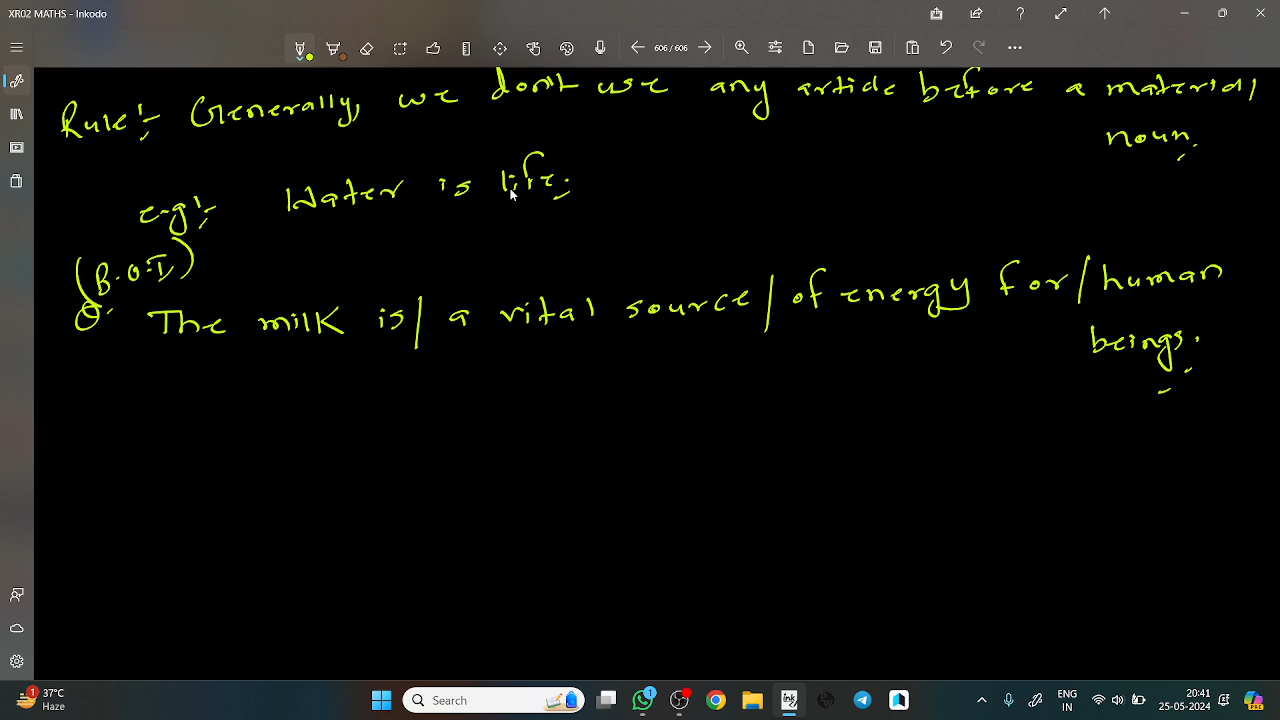 XR02 MATHS - Inkodo
606 / 606
Rule:- Generally, we don't use any article before a material
noun.
e.g:- Water is life.
(B.O.I)
Q. The milk is/ a vital source/ of energy for/ human
beings.
1
37°C
Haze
Search
1
ENG
IN
20:41
25-05-2024